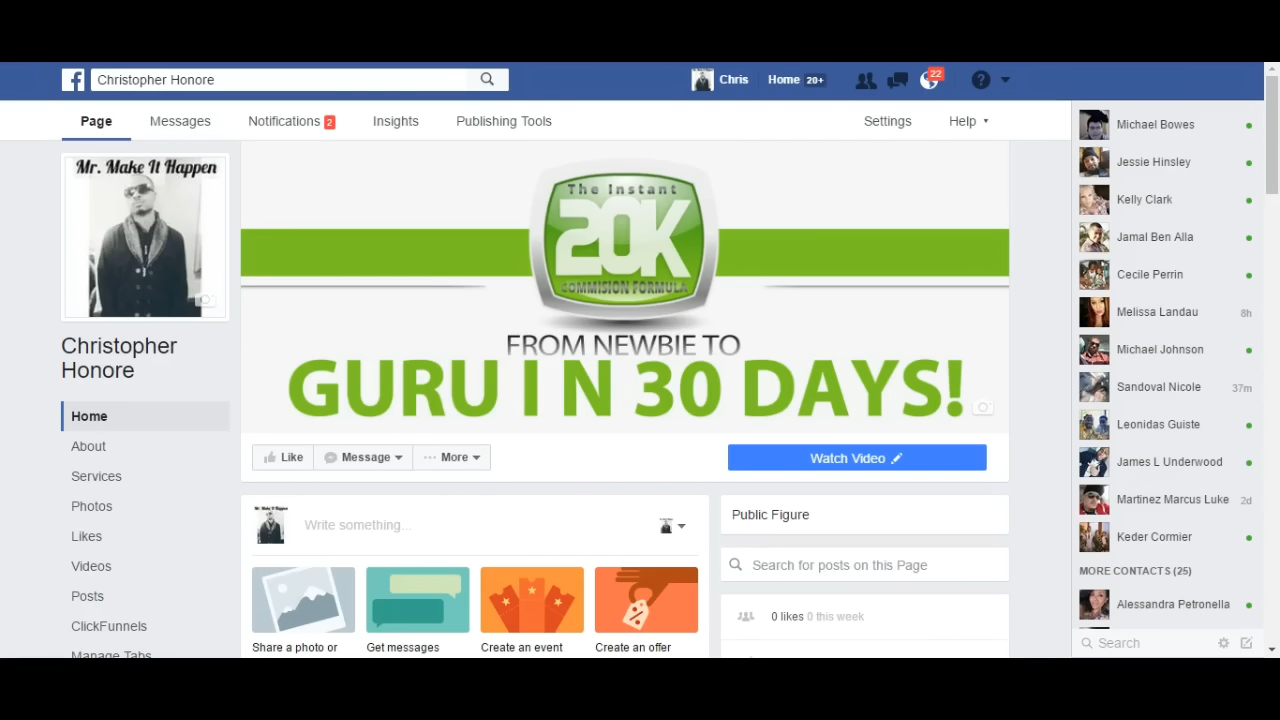 Christopher Honore
Chris
Home 20+
22
Page
Messages
Notifications 2
Insights
Publishing Tools
Settings
Help
Mr. Make It Happen
The Instant
20K
COMMISION FORMULA
FROM NEWBIE TO
GURU IN 30 DAYS!
Christopher
Honore
Home
About
Services
Photos
Likes
Videos
Posts
ClickFunnels
Manage Tabs
Like
Message
More
Watch Video
Write something...
Share a photo or
Get messages
Create an event
Create an offer
Public Figure
Search for posts on this Page
0 likes 0 this week
Michael Bowes
Jessie Hinsley
Kelly Clark
Jamal Ben Alla
Cecile Perrin
Melissa Landau 8h
Michael Johnson
Sandoval Nicole 37m
Leonidas Guiste
James L Underwood
Martinez Marcus Luke 2d
Keder Cormier
MORE CONTACTS (25)
Alessandra Petronella
Search